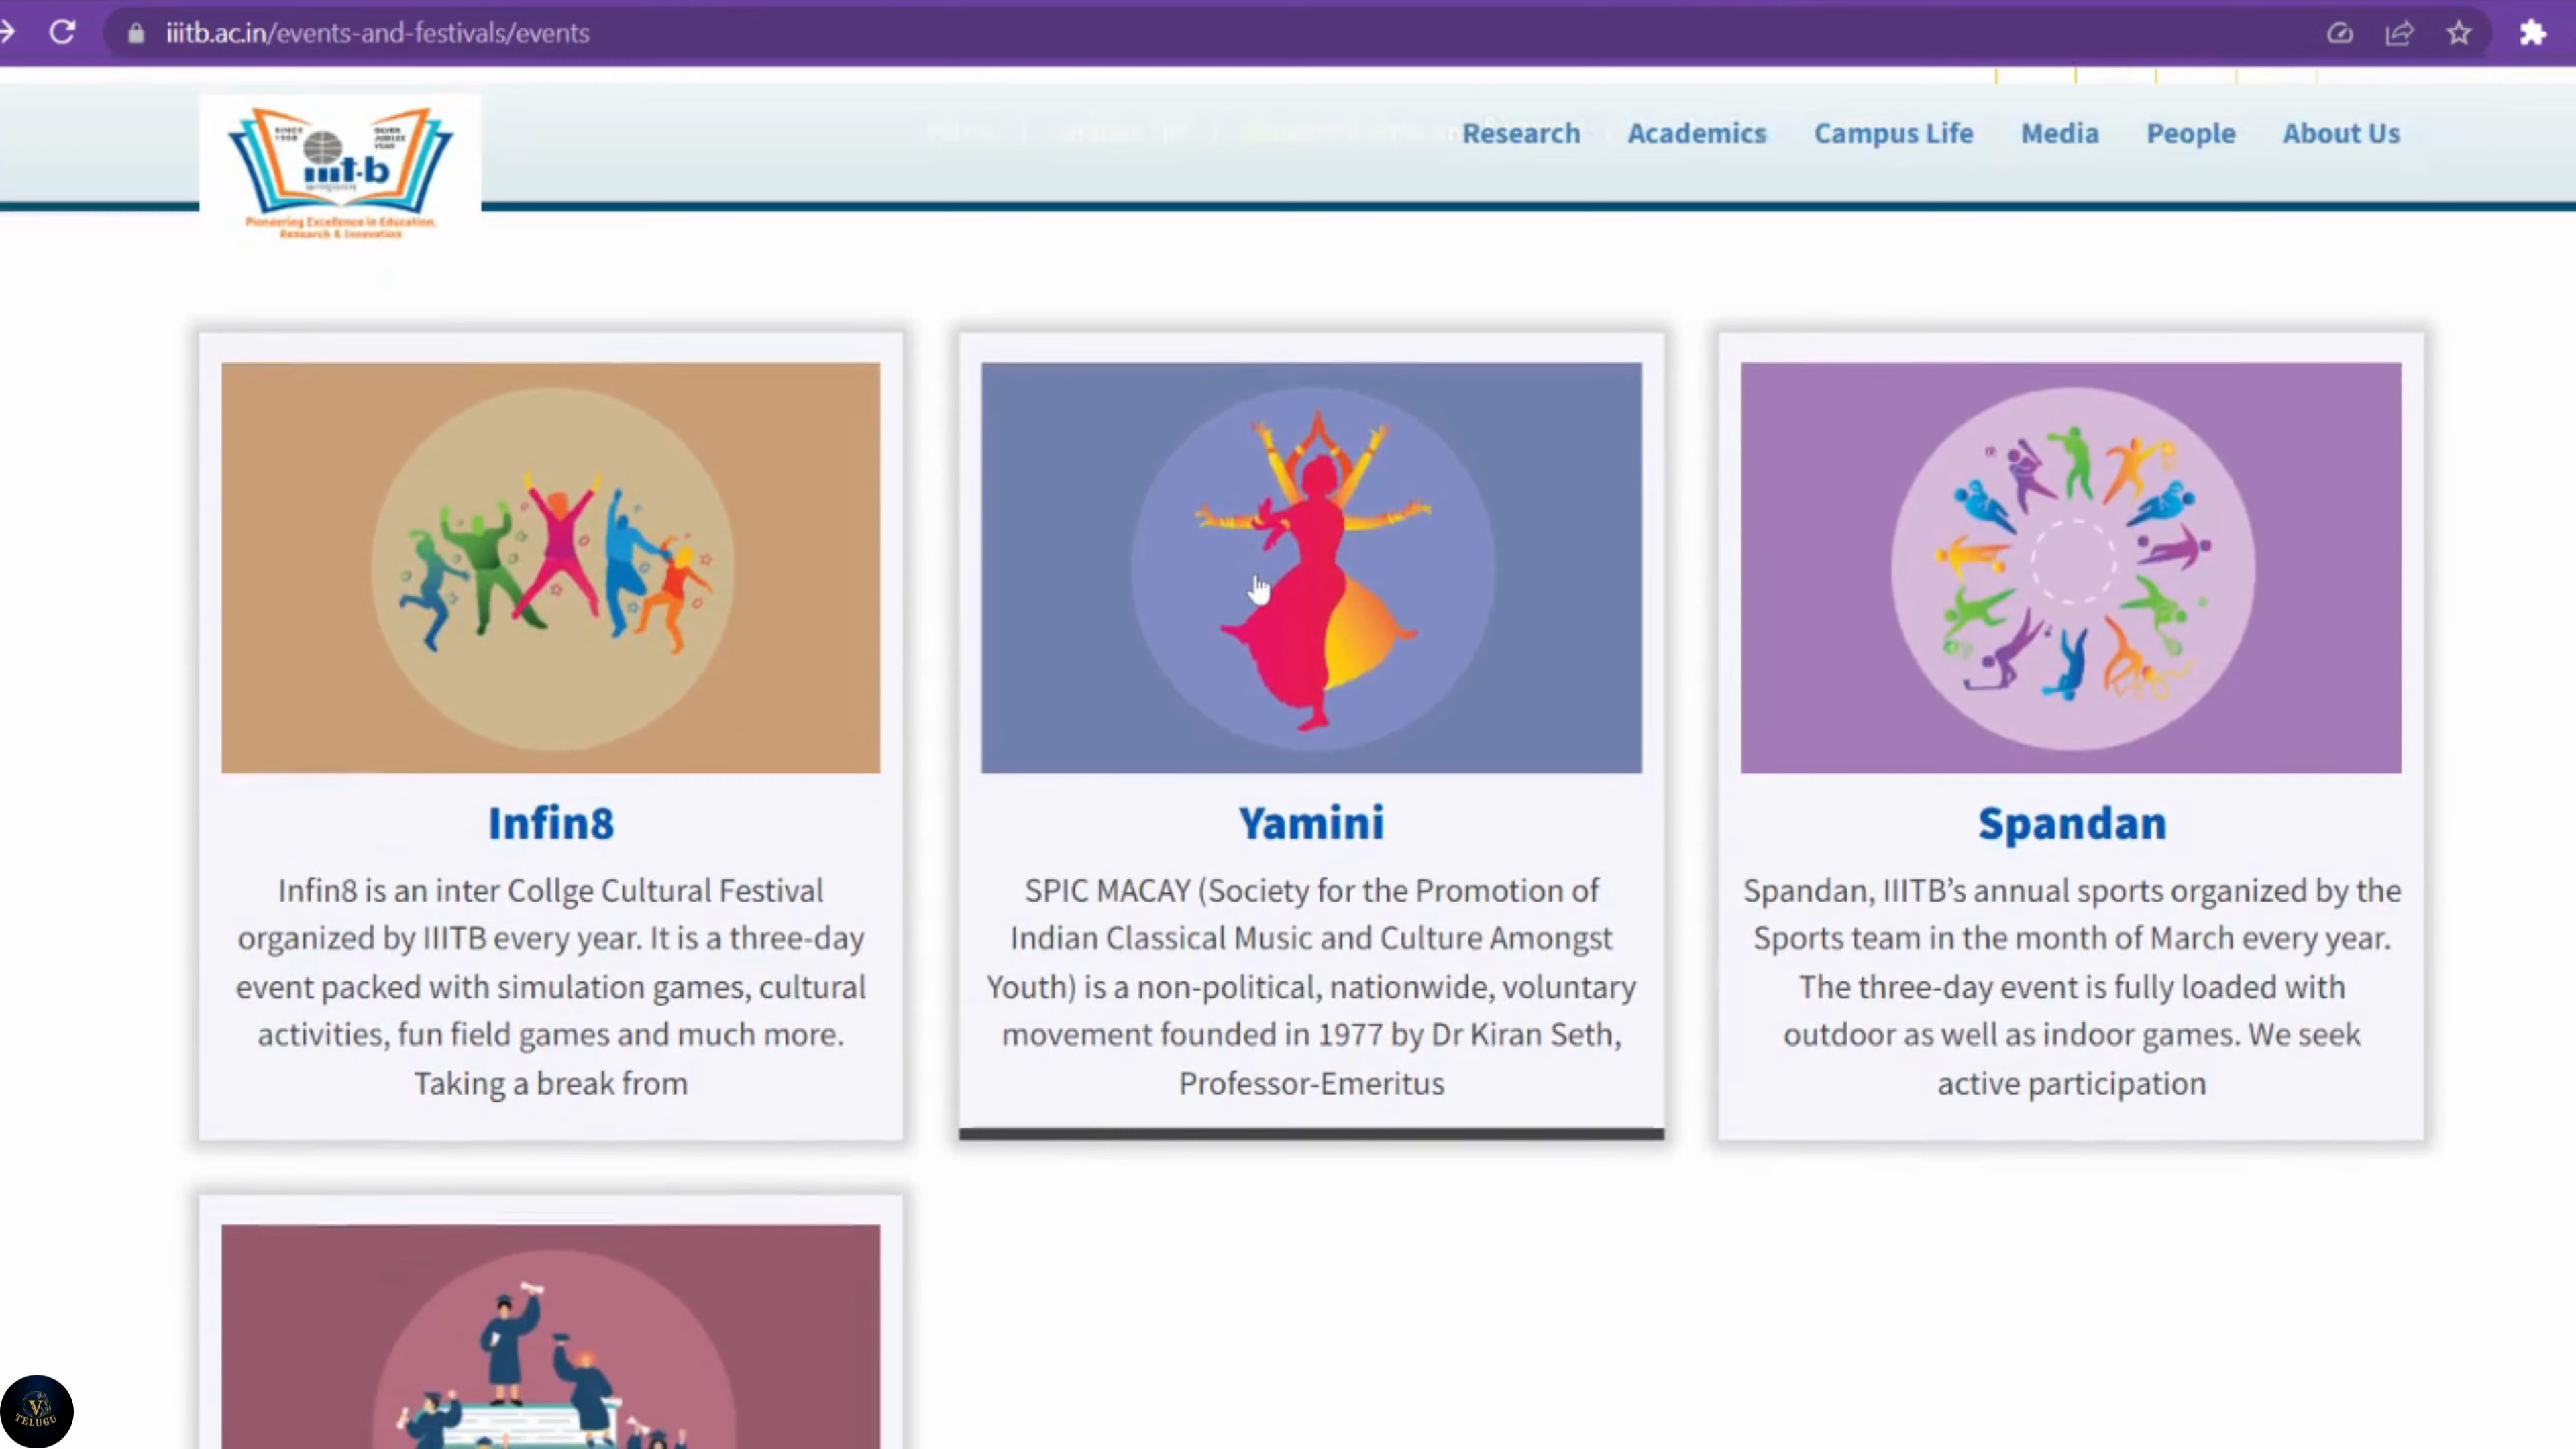 iiitb.ac.in/events-and-festivals/events
SINCE
1998
SILVER
JUBILEE
YEAR
iiit-b
Pioneering Excellence in Education,
Research & Innovation
Research
Academics
Campus Life
Media
People
About Us
Infin8
Infin8 is an inter Collge Cultural Festival
organized by IIITB every year. It is a three-day
event packed with simulation games, cultural
activities, fun field games and much more.
Taking a break from
Yamini
SPIC MACAY (Society for the Promotion of
Indian Classical Music and Culture Amongst
Youth) is a non-political, nationwide, voluntary
movement founded in 1977 by Dr Kiran Seth,
Professor-Emeritus
Spandan
Spandan, IIITB’s annual sports organized by the
Sports team in the month of March every year.
The three-day event is fully loaded with
outdoor as well as indoor games. We seek
active participation
V
TELUGU